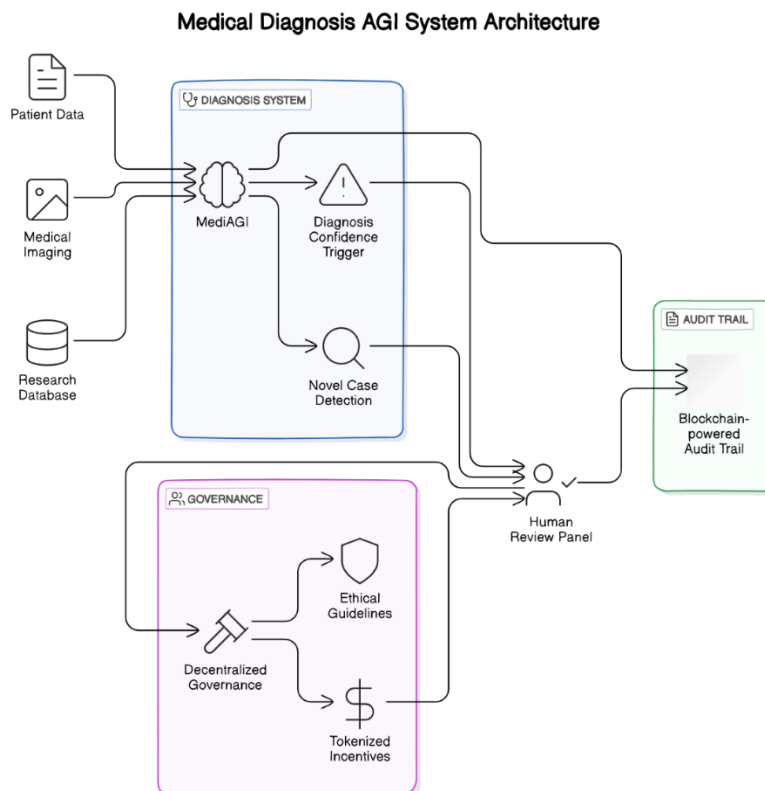 Medical Diagnosis AGI System Architecture
Patient Data
Medical
Imaging
Research
Database
DIAGNOSIS SYSTEM
MediAGI
Diagnosis
Confidence
Trigger
Novel Case
Detection
AUDIT TRAIL
Blockchain-
powered
Audit Trail
Human
Review Panel
GOVERNANCE
Ethical
Guidelines
Decentralized
Governance
Tokenized
Incentives